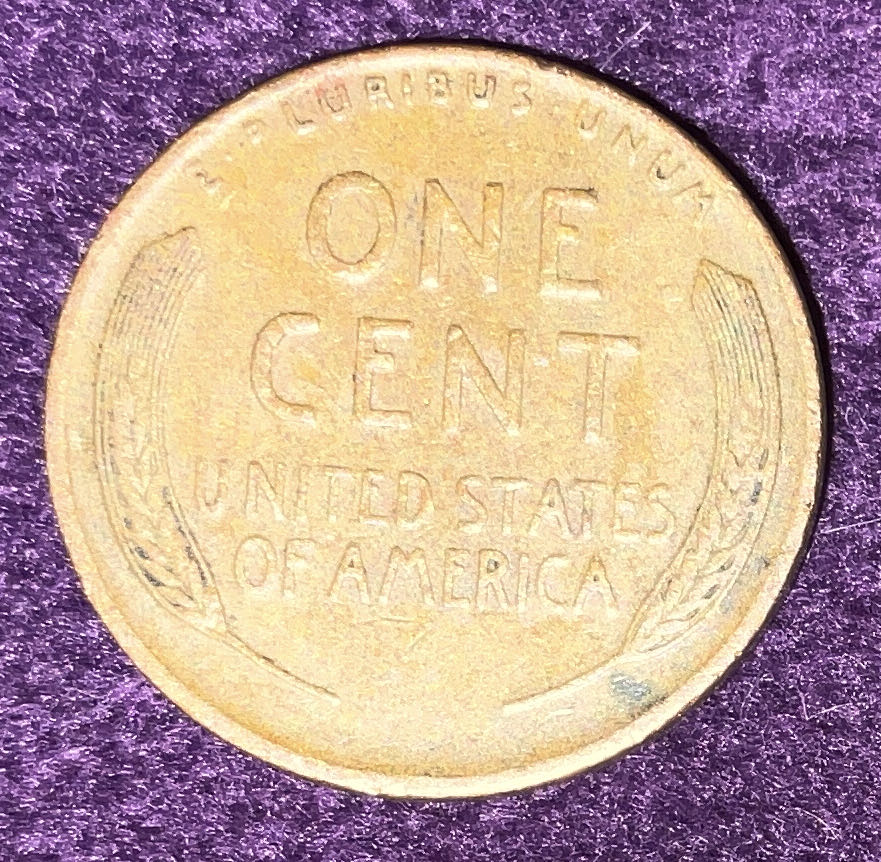 E PLURIBUS UNUM
ONE
CENT
UNITED STATES
OF AMERICA